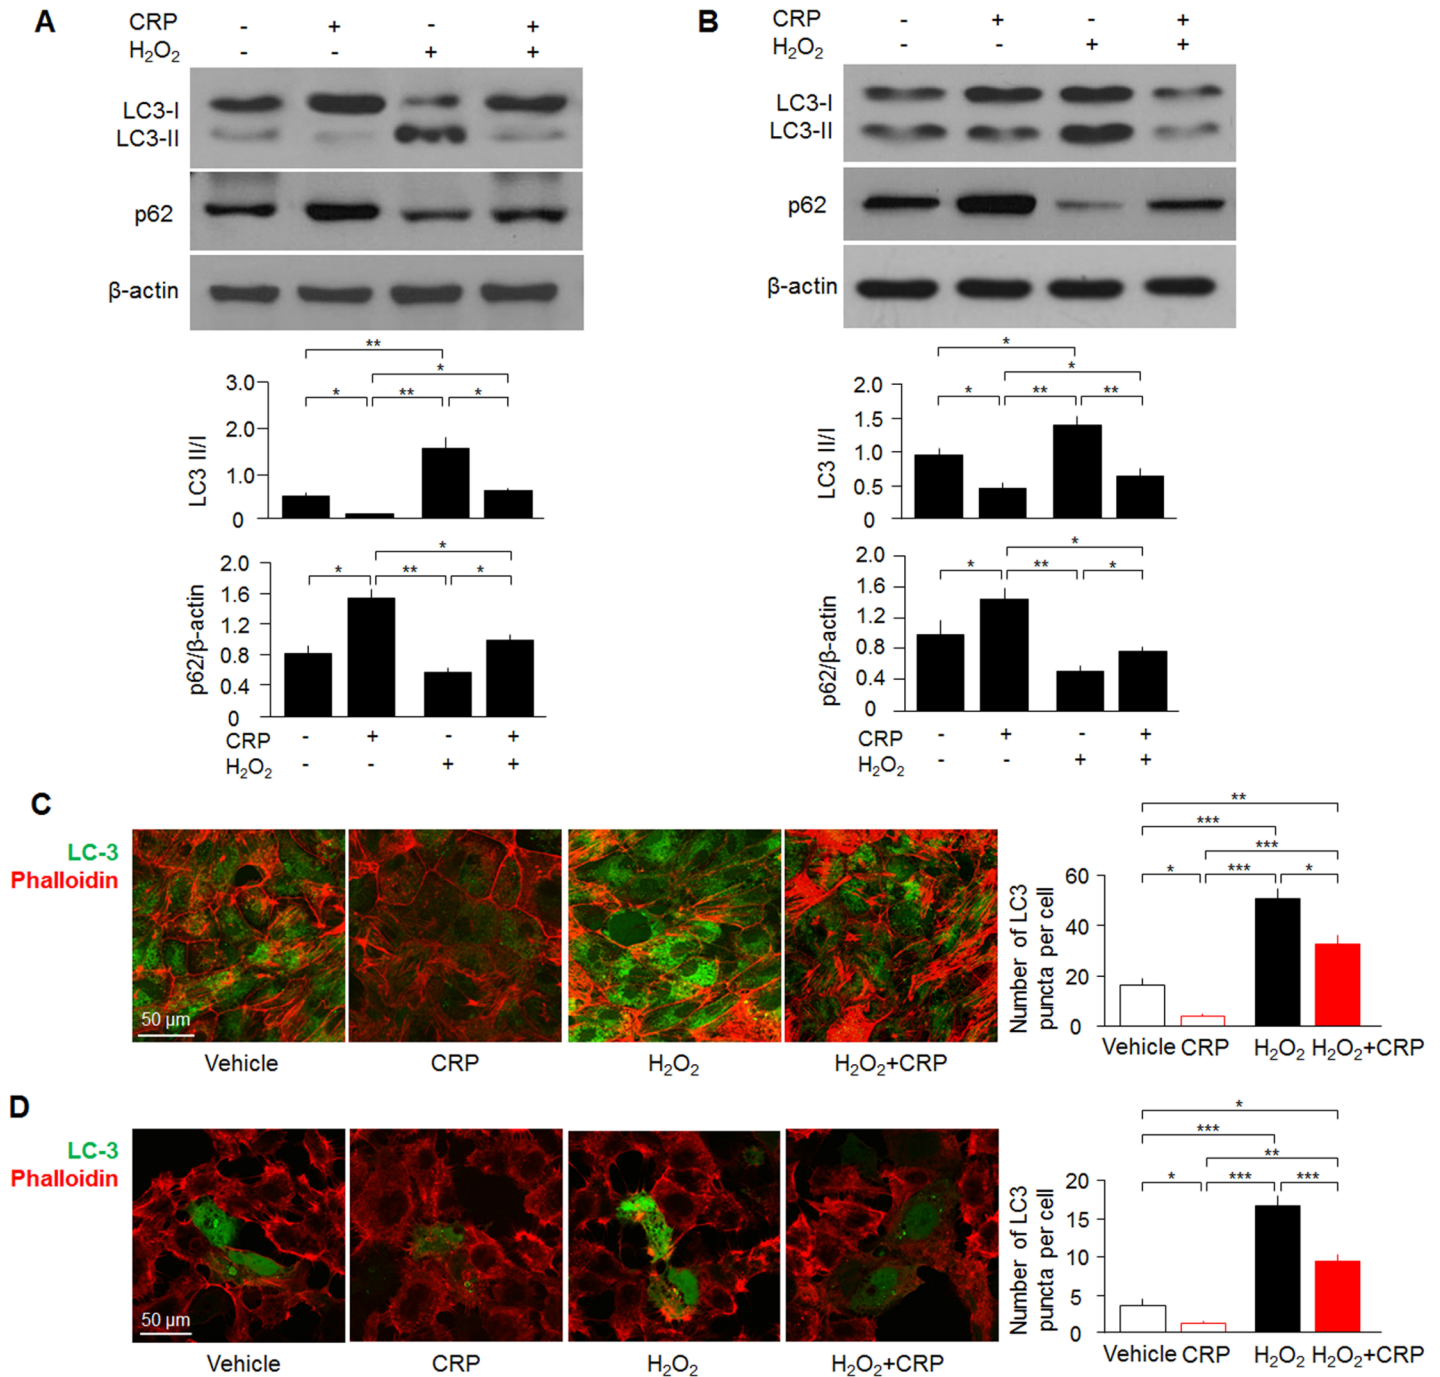 A
CRP - + - +
H₂O₂ - - + +
LC3-I
LC3-II
p62
β-actin
** 
*
* ** *
3.0
2.0
1.0
0
LC3 II/I
*
* ** *
2.0
1.6
1.2
0.8
0.4
0
p62/β-actin
CRP - + - +
H₂O₂ - - + +
B
CRP - + - +
H₂O₂ - - + +
LC3-I
LC3-II
p62
β-actin
*
*
* ** **
2.0
1.5
1.0
0.5
0
LC3 II/I
*
* ** *
2.0
1.6
1.2
0.8
0.4
0
p62/β-actin
CRP - + - +
H₂O₂ - - + +
C
LC-3
Phalloidin
50 µm
Vehicle CRP H₂O₂ H₂O₂+CRP
**
***
***
* *** *
60
40
20
0
Number of LC3
puncta per cell
Vehicle CRP H₂O₂ H₂O₂+CRP
D
LC-3
Phalloidin
50 µm
Vehicle CRP H₂O₂ H₂O₂+CRP
*
***
**
* *** ***
20
15
10
5
0
Number of LC3
puncta per cell
Vehicle CRP H₂O₂ H₂O₂+CRP